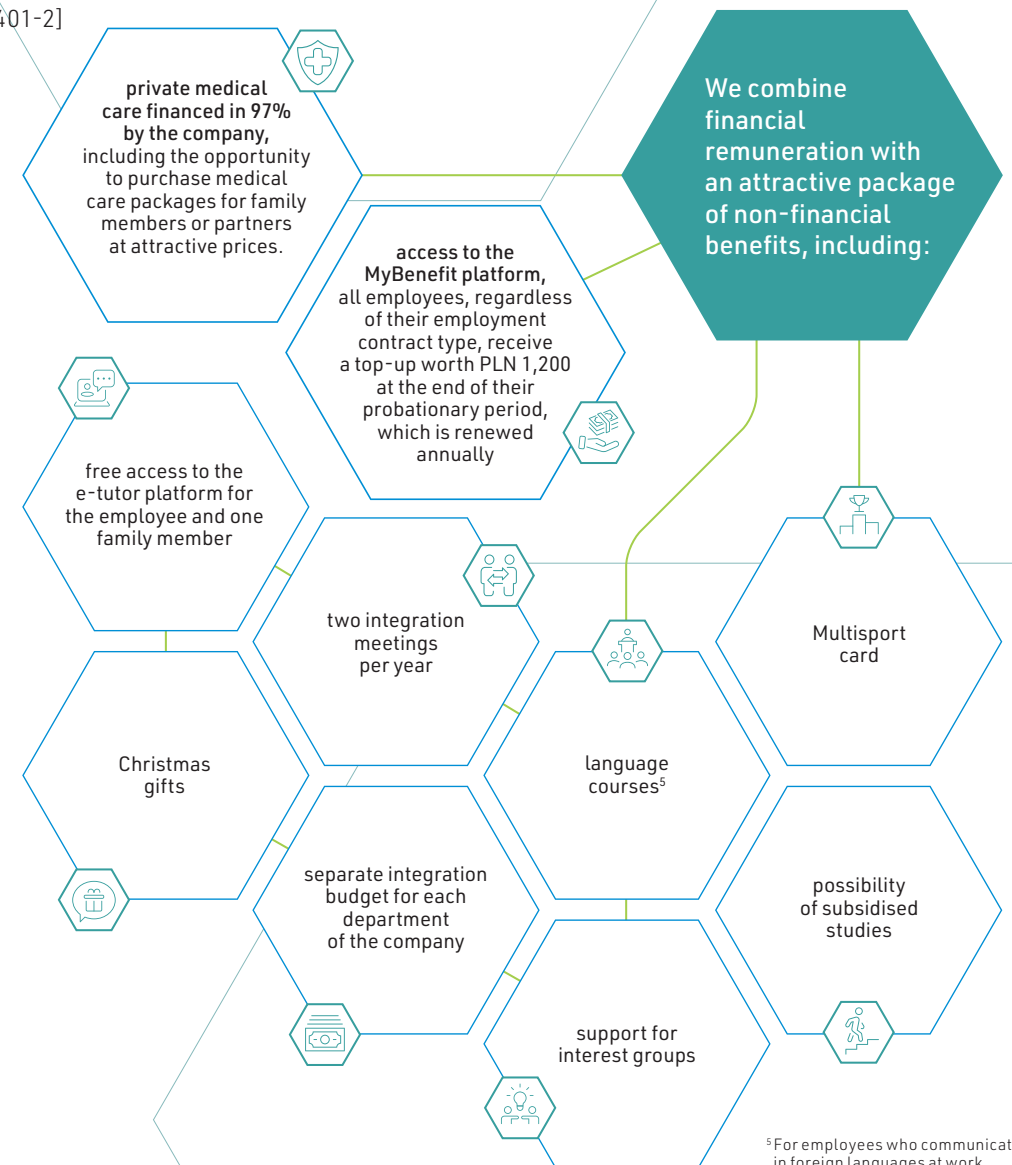 401-2]
private medical
care financed in 97%
by the company,
including the opportunity
to purchase medical
care packages for family
members or partners
at attractive prices.
We combine
financial
remuneration with
an attractive package
of non-financial
benefits, including:
access to the
MyBenefit platform,
all employees, regardless
of their employment
contract type, receive
a top-up worth PLN 1,200
at the end of their
probationary period,
which is renewed
annually
free access to the
e-tutor platform for
the employee and one
family member
two integration
meetings
per year
Multisport
card
Christmas
gifts
language
courses⁵
separate integration
budget for each
department
of the company
possibility
of subsidised
studies
support for
interest groups
⁵ For employees who communicat
in foreign languages at work